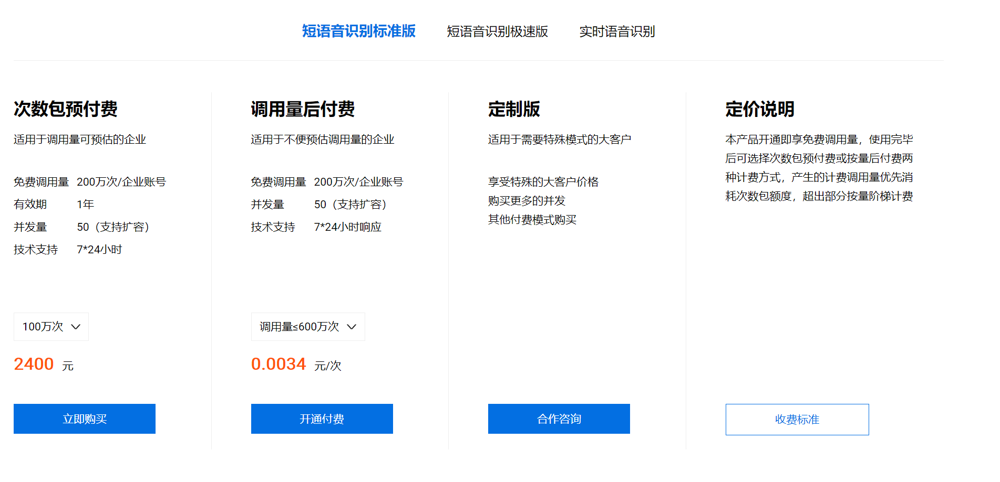 短语音识别标准版 短语音识别极速版 实时语音识别
次数包预付费
适用于调用量可预估的企业
免费调用量 200万次/企业账号
有效期 1年
并发量 50（支持扩容）
技术支持 7*24小时
100万次
2400 元
立即购买
调用量后付费
适用于不便预估调用量的企业
免费调用量 200万次/企业账号
并发量 50（支持扩容）
技术支持 7*24小时响应
调用量≤600万次
0.0034 元/次
开通付费
定制版
适用于需要特殊模式的大客户
享受特殊的大客户价格
购买更多的并发
其他付费模式购买
合作咨询
定价说明
本产品开通即享免费调用量，使用完毕
后可选择次数包预付费或按量后付费两
种计费方式，产生的计费调用量优先消
耗次数包额度，超出部分按量阶梯计费
收费标准